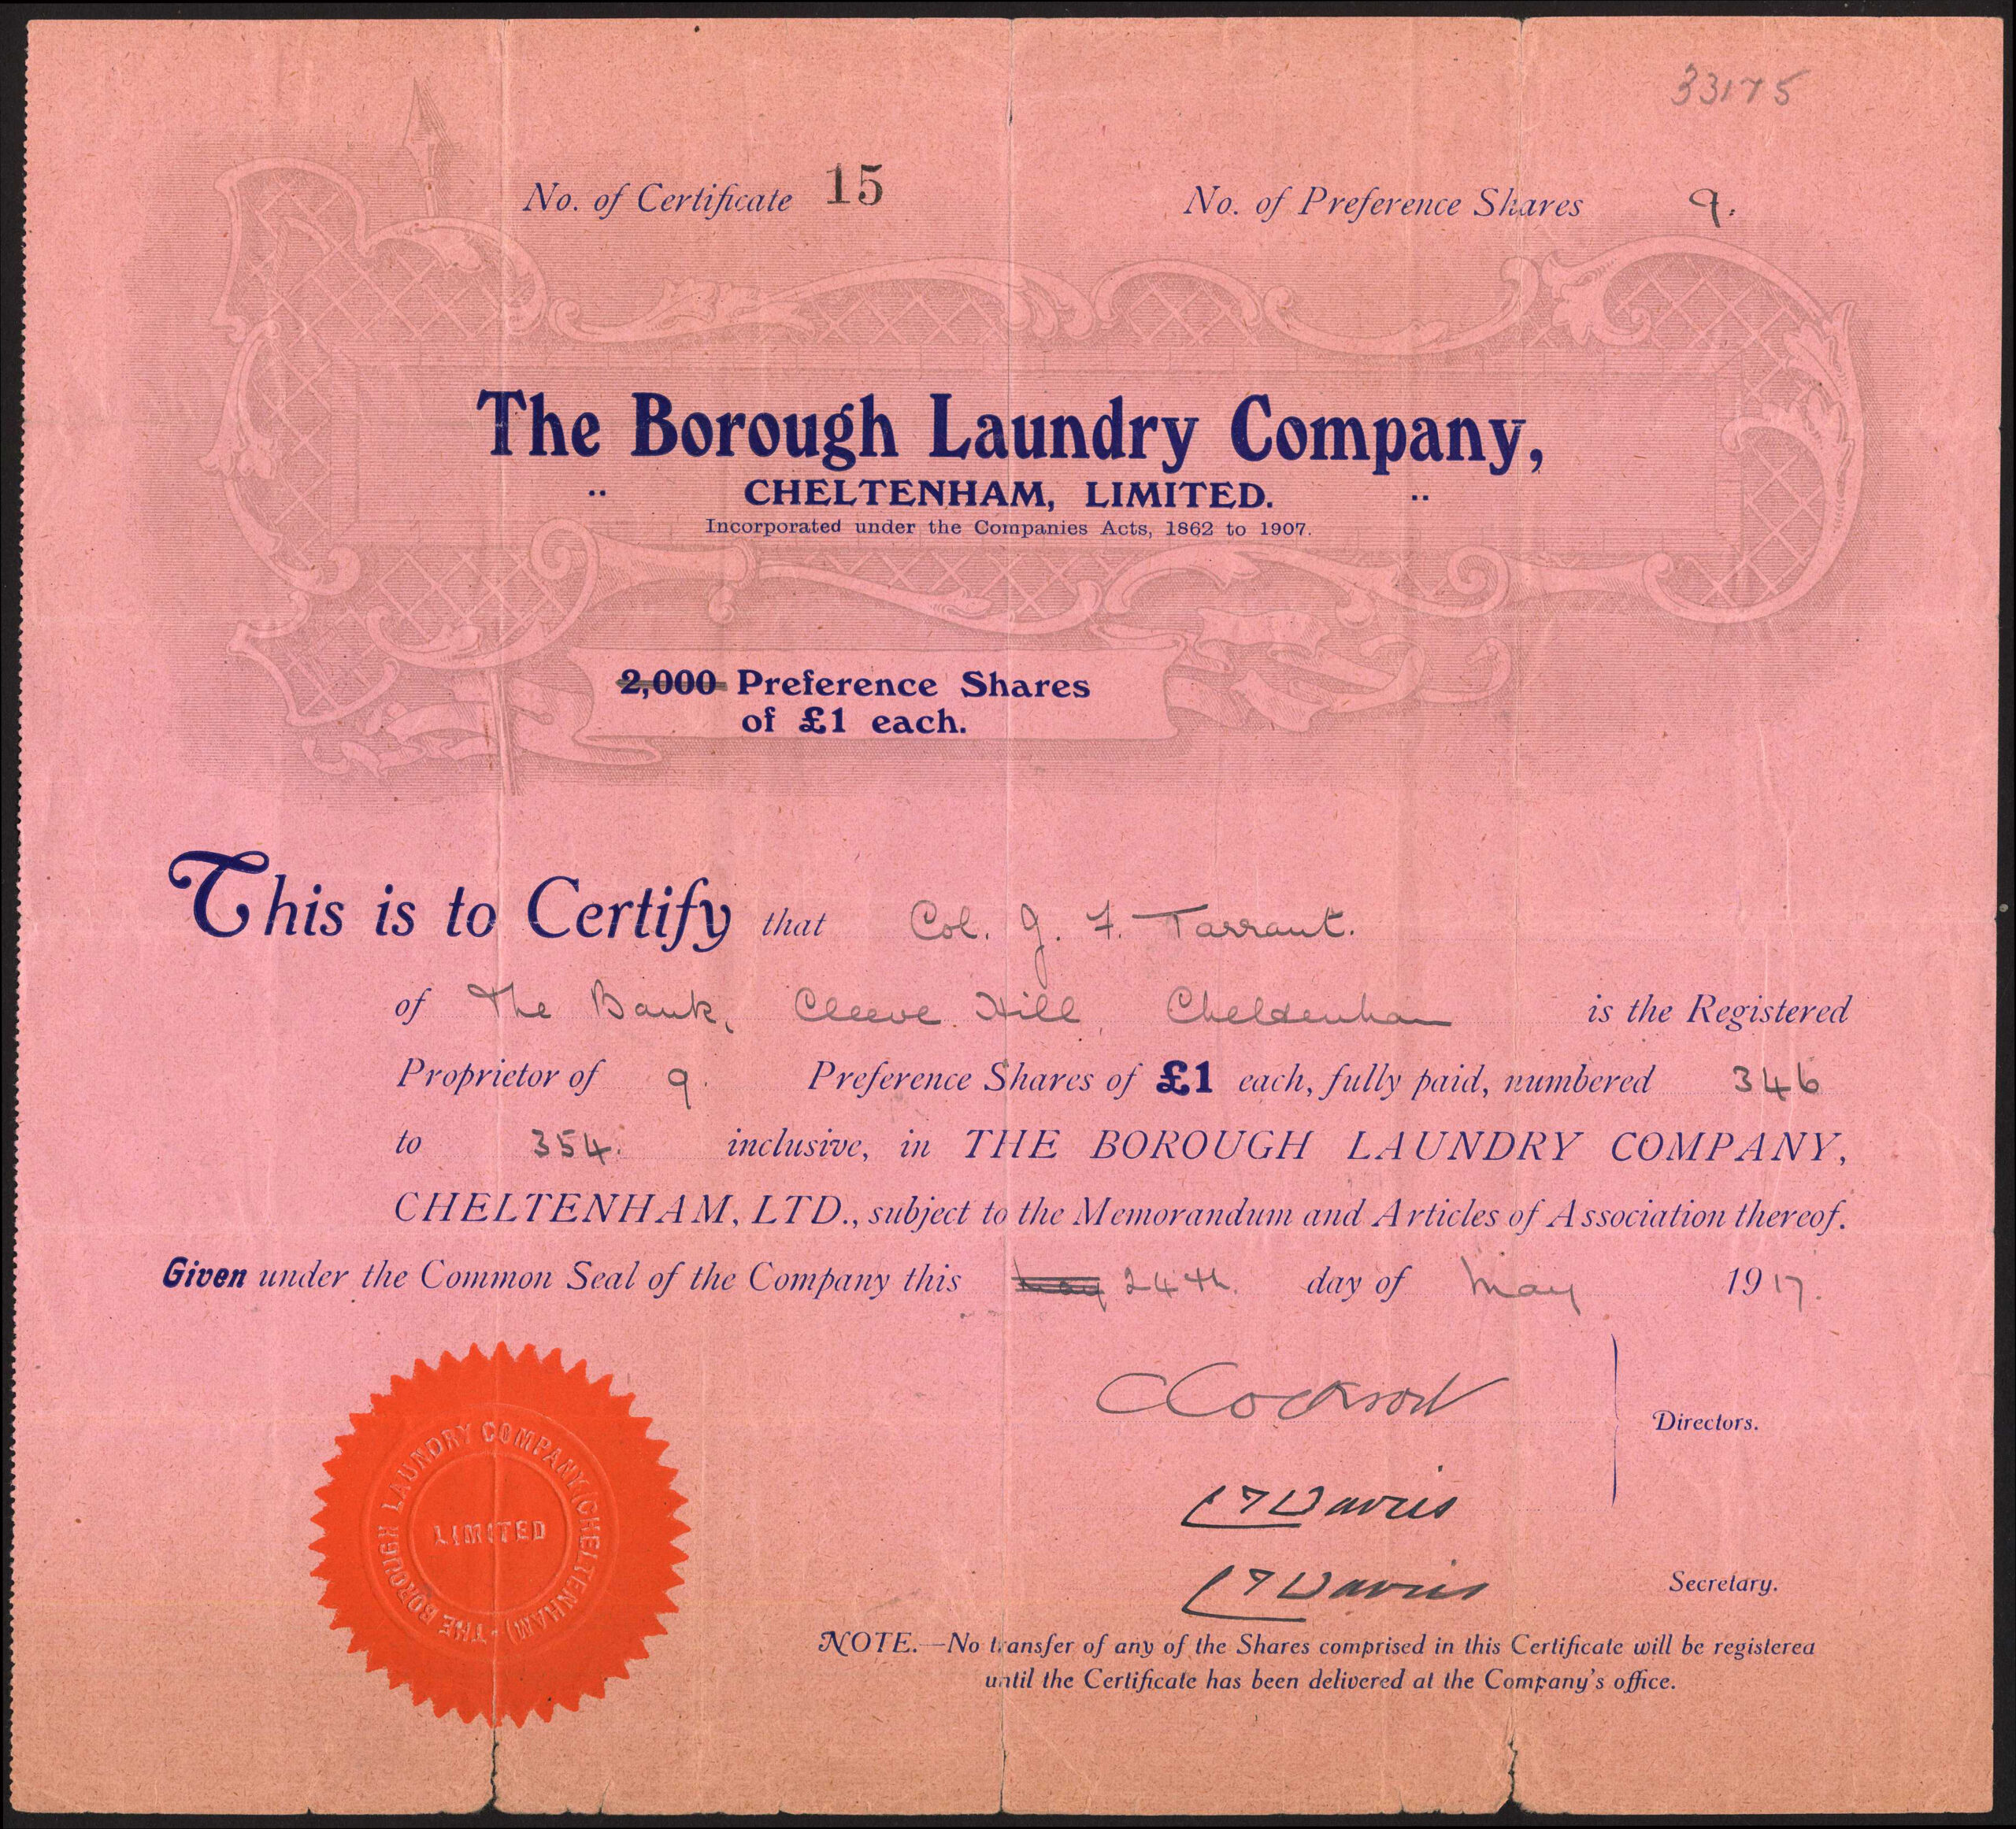 33175
No. of Certificate 15 No. of Preference Shares 9.
The Borough Laundry Company,
CHELTENHAM, LIMITED.
Incorporated under the Companies Acts, 1862 to 1907.
2,000 Preference Shares
of £1 each.
This is to Certify that Col. J. F. Tarrant.
of The Bank, Cleeve Hill, Cheltenham is the Registered
Proprietor of 9. Preference Shares of £1 each, fully paid, numbered 346
to 354. inclusive, in THE BOROUGH LAUNDRY COMPANY,
CHELTENHAM, LTD., subject to the Memorandum and Articles of Association thereof.
Given under the Common Seal of the Company this May 24th. day of May 1917.
Directors.
Davies
Davies Secretary.
THE BOROUGH LAUNDRY COMPANY (CHELTENHAM)
LIMITED
NOTE.—No transfer of any of the Shares comprised in this Certificate will be registered
until the Certificate has been delivered at the Company's office.